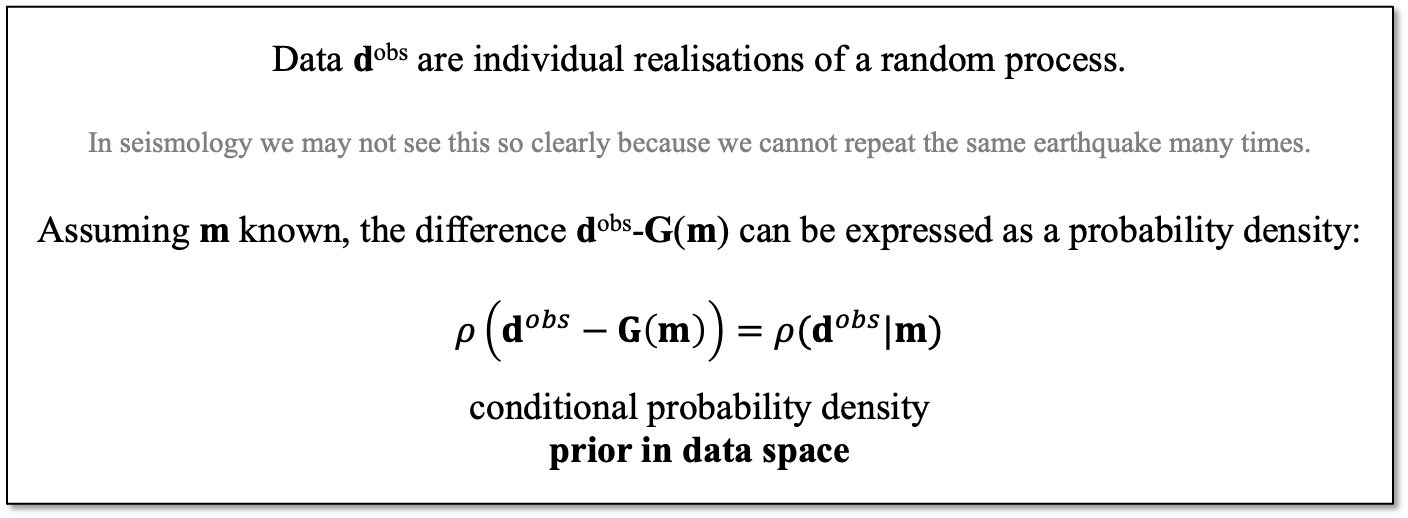 Data dᵒᵇˢ are individual realisations of a random process.
In seismology we may not see this so clearly because we cannot repeat the same earthquake many times.
Assuming m known, the difference dᵒᵇˢ-G(m) can be expressed as a probability density:
ρ(dᵒᵇˢ − G(m)) = ρ(dᵒᵇˢ|m)
conditional probability density
prior in data space